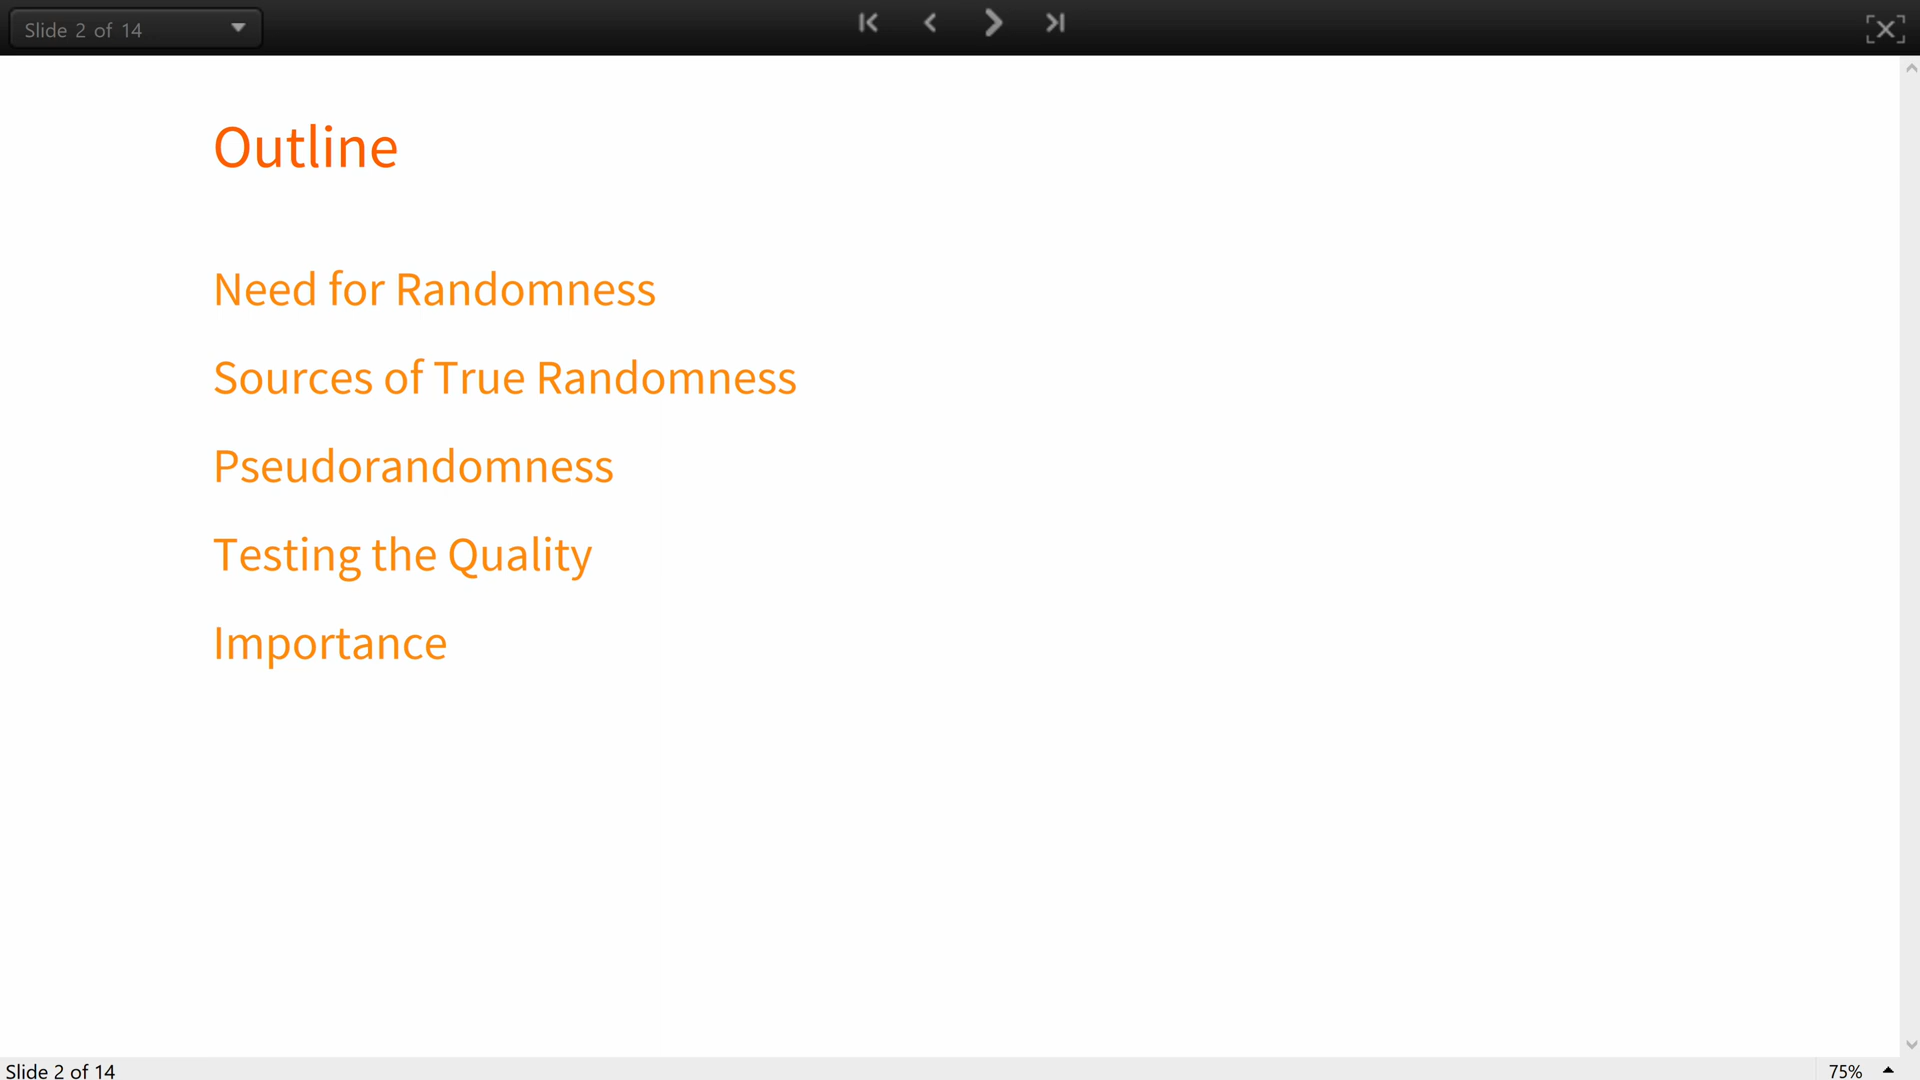 Slide 2 of 14
Outline
Need for Randomness
Sources of True Randomness
Pseudorandomness
Testing the Quality
Importance
Slide 2 of 14
75%